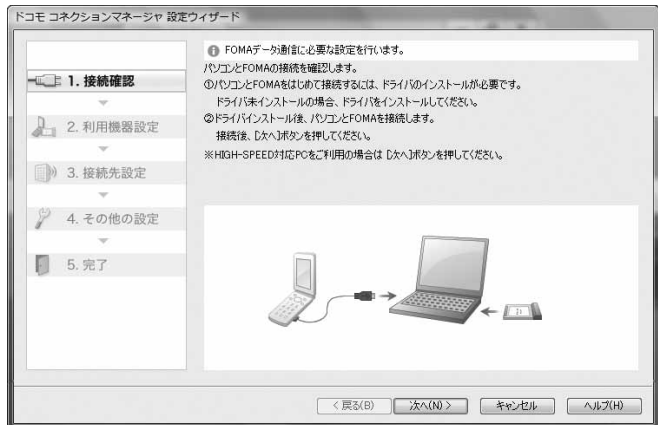 ドコモ コネクションマネージャ 設定ウィザード
1. 接続確認
2. 利用機器設定
3. 接続先設定
4. その他の設定
5. 完了
FOMAデータ通信に必要な設定を行います。
パソコンとFOMAの接続を確認します。
①パソコンとFOMAをはじめて接続するには、ドライバのインストールが必要です。
ドライバ未インストールの場合、ドライバをインストールしてください。
②ドライバインストール後、パソコンとFOMAを接続します。
接続後、[次へ]ボタンを押してください。
※HIGH-SPEED対応PCをご利用の場合は [次へ]ボタンを押してください。
< 戻る(B)
次へ(N) >
キャンセル
ヘルプ(H)